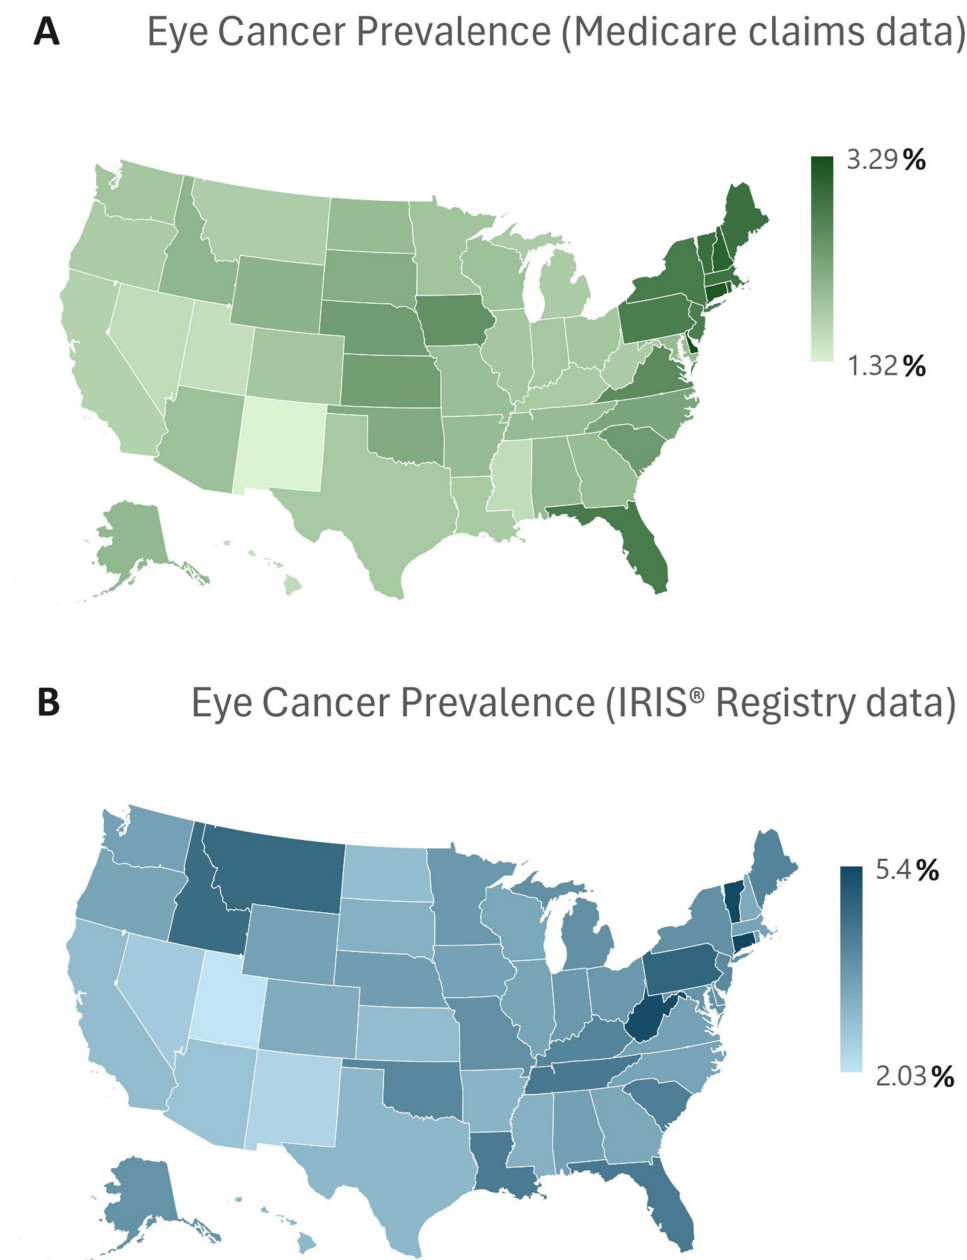 A
Eye Cancer Prevalence (Medicare claims data)
3.29%
1.32%
B
Eye Cancer Prevalence (IRIS® Registry data)
5.4%
2.03%